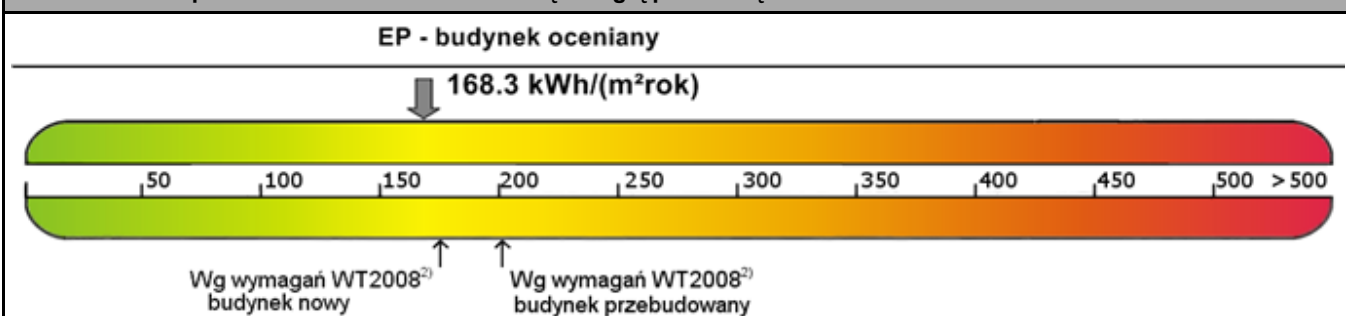 EP - budynek oceniany
168.3 kWh/(m²rok)
50 100 150 200 250 300 350 400 450 500 > 500
Wg wymagań WT2008²⁾ Wg wymagań WT2008²⁾
budynek nowy budynek przebudowany